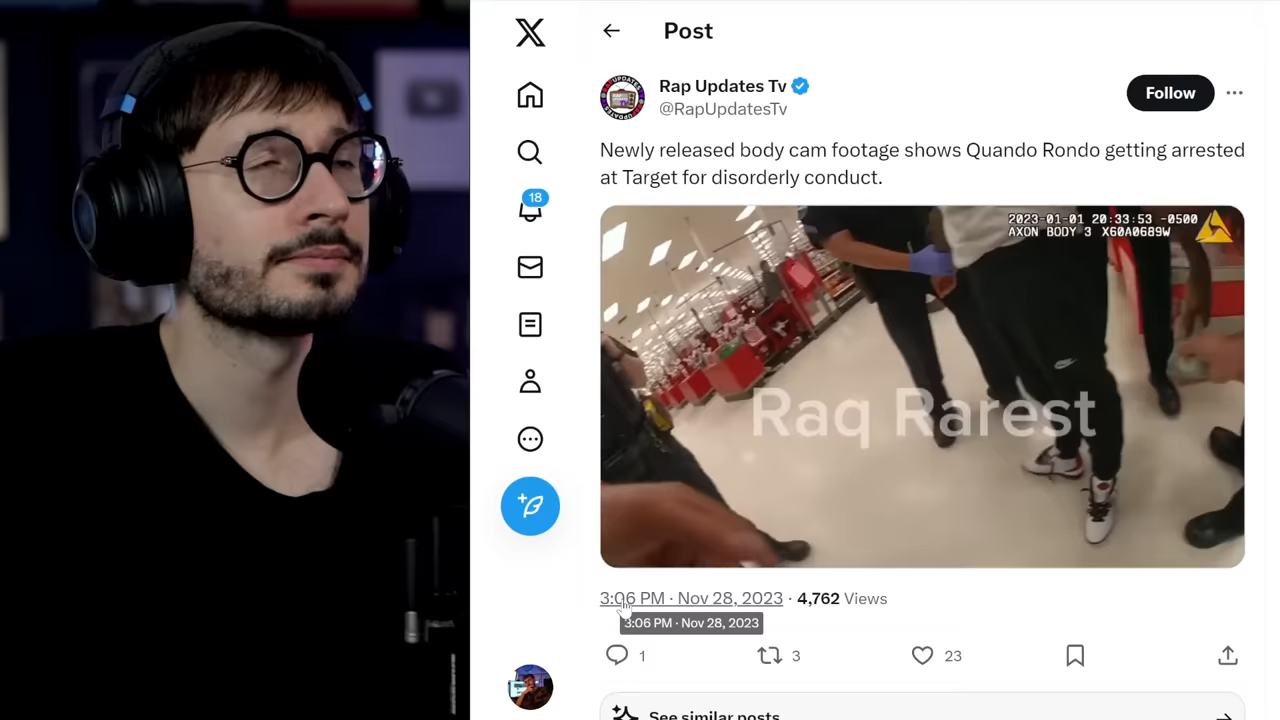 Post
Rap Updates Tv
@RapUpdatesTv
Follow
Newly released body cam footage shows Quando Rondo getting arrested
at Target for disorderly conduct.
2023-01-01 20:33:53 -0500
AXON BODY 3 X60A0689W
Raq Rarest
18
3:06 PM · Nov 28, 2023 · 4,762 Views
3:06 PM · Nov 28, 2023
1
3
23
See similar posts